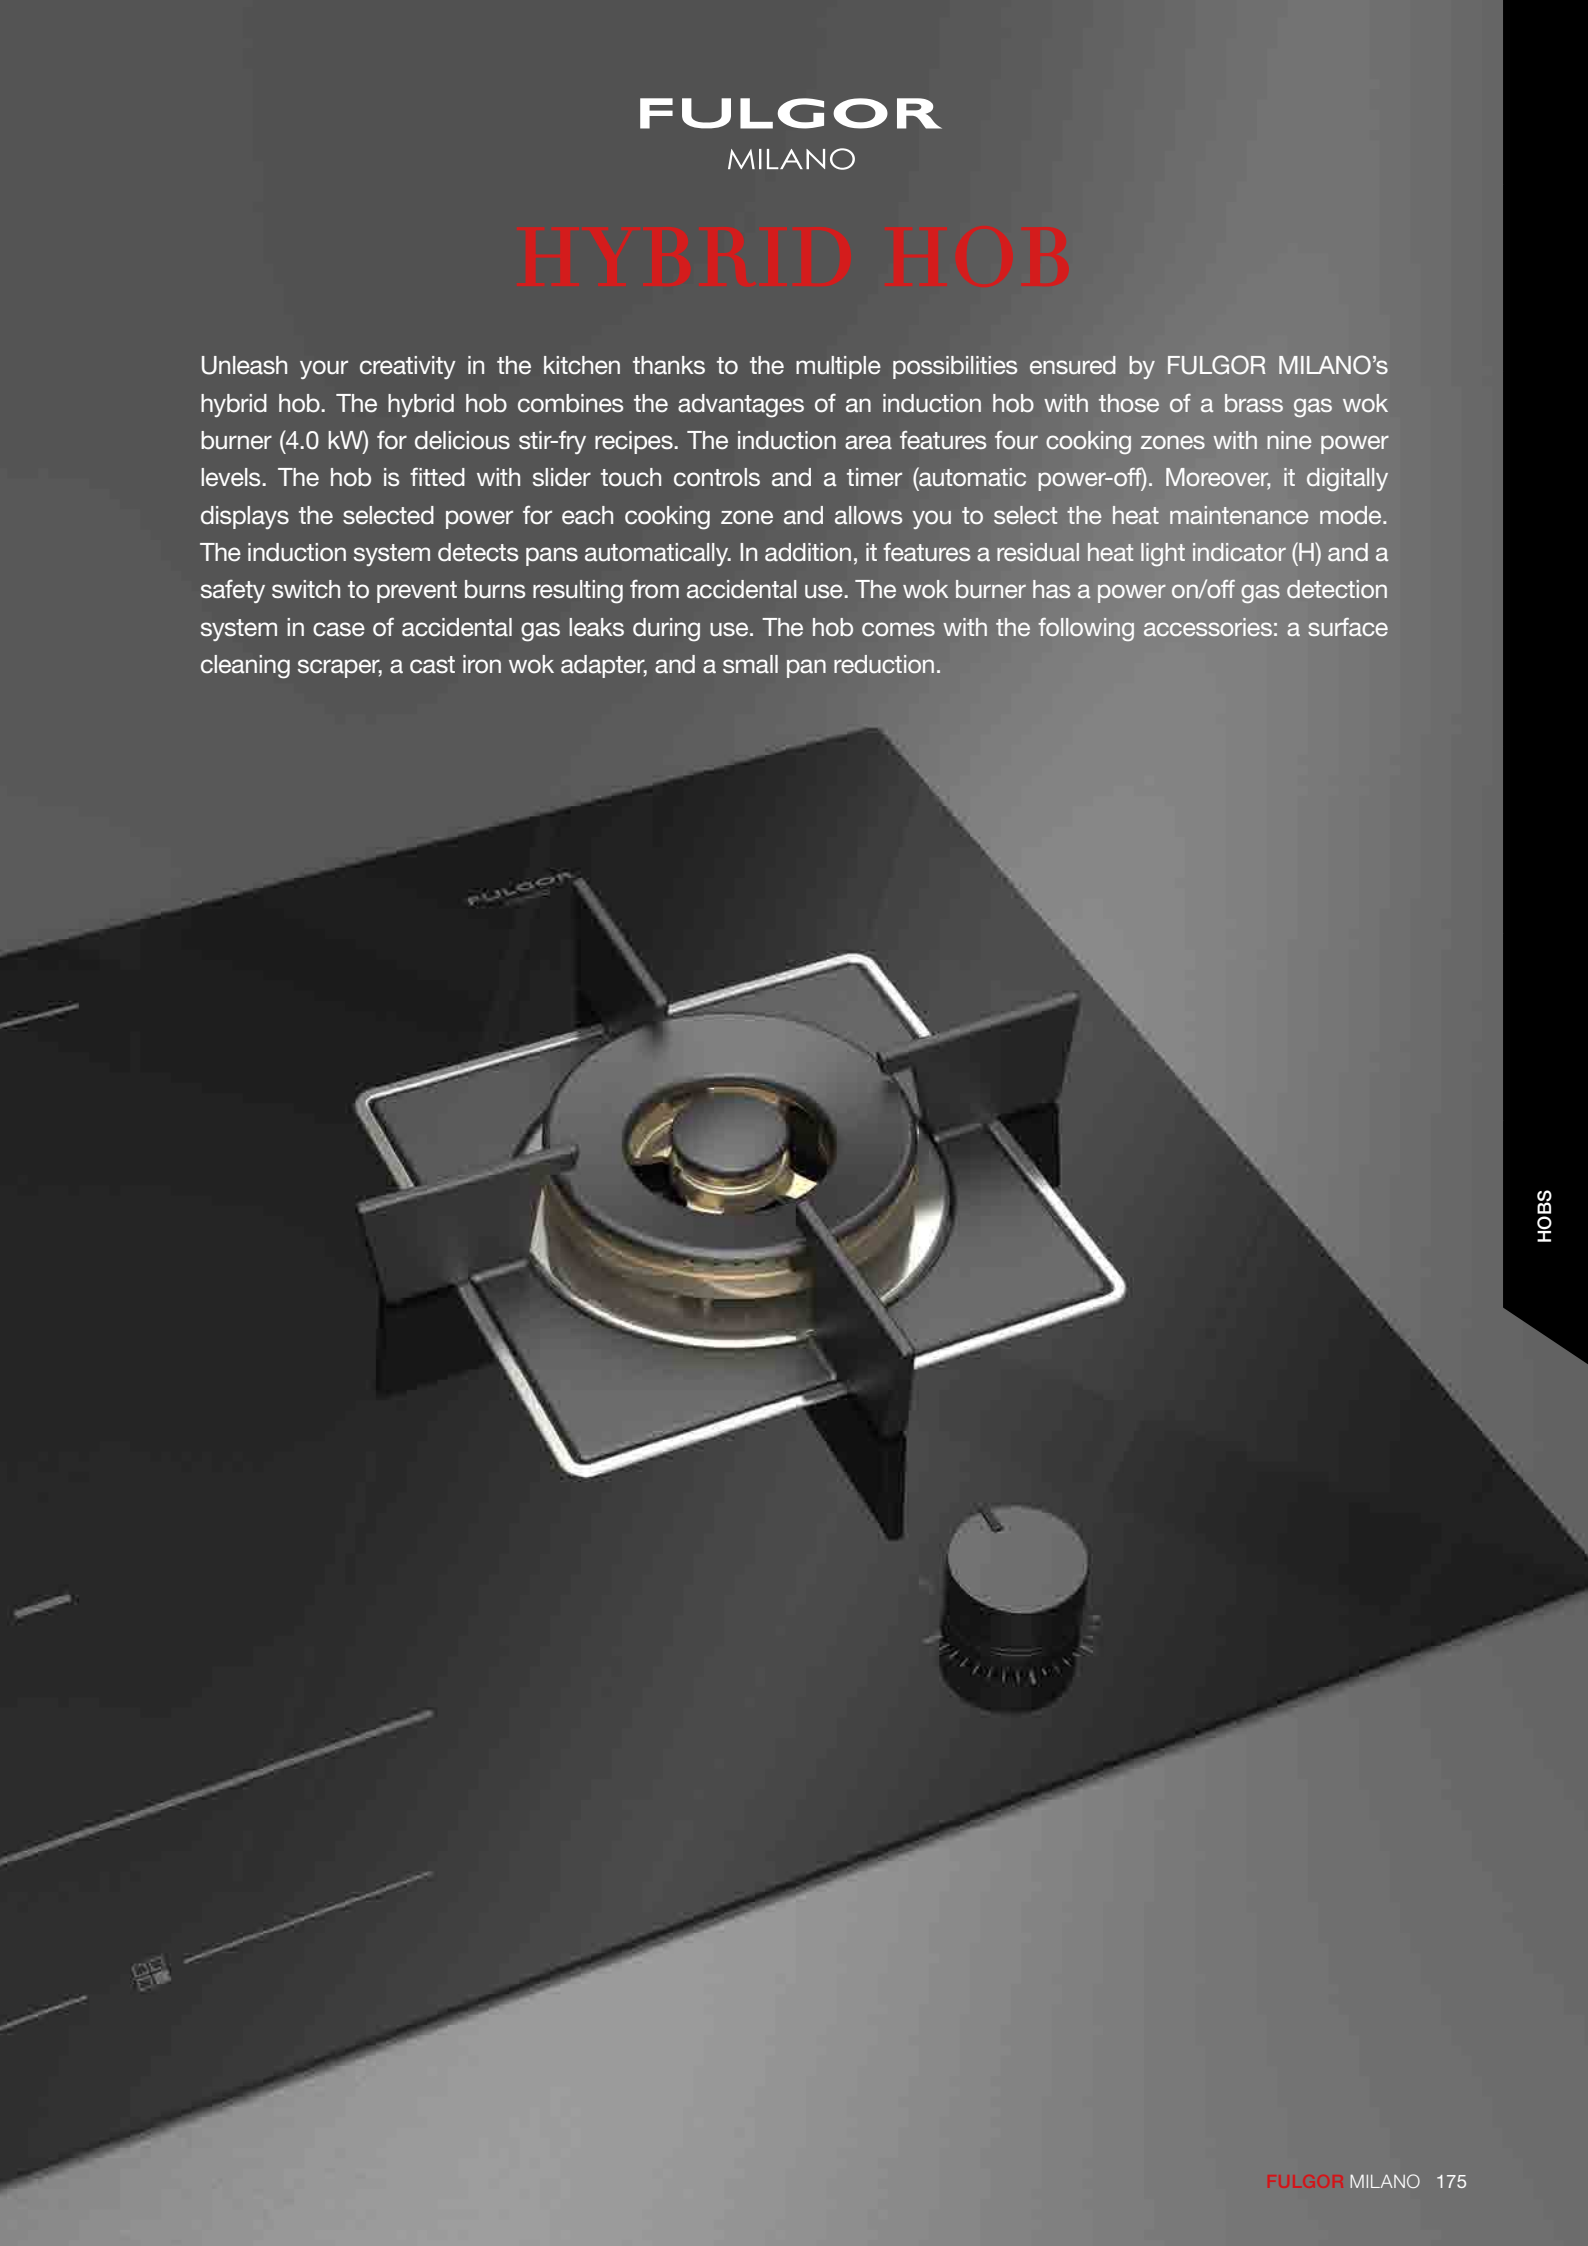 FULGOR
MILANO
HYBRID HOB
Unleash your creativity in the kitchen thanks to the multiple possibilities ensured by FULGOR MILANO’s
hybrid hob. The hybrid hob combines the advantages of an induction hob with those of a brass gas wok
burner (4.0 kW) for delicious stir-fry recipes. The induction area features four cooking zones with nine power
levels. The hob is fitted with slider touch controls and a timer (automatic power-off). Moreover, it digitally
displays the selected power for each cooking zone and allows you to select the heat maintenance mode.
The induction system detects pans automatically. In addition, it features a residual heat light indicator (H) and a
safety switch to prevent burns resulting from accidental use. The wok burner has a power on/off gas detection
system in case of accidental gas leaks during use. The hob comes with the following accessories: a surface
cleaning scraper, a cast iron wok adapter, and a small pan reduction.
FULGOR
HOBS
FULGOR MILANO 175